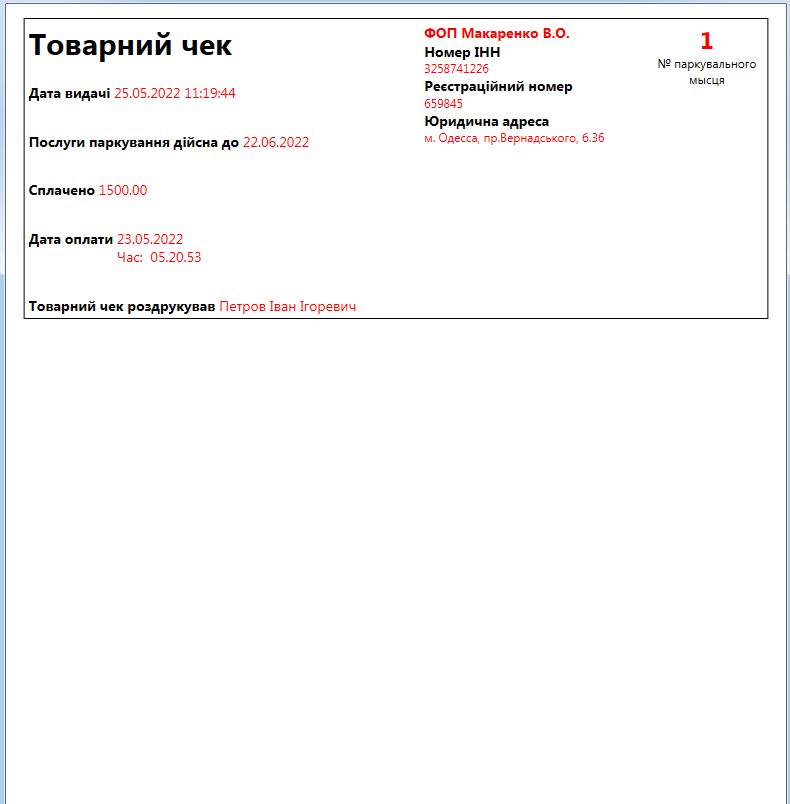 Товарний чек
Дата видачі 25.05.2022 11:19:44
Послуги паркування дійсна до 22.06.2022
Сплачено 1500.00
Дата оплати 23.05.2022
Час: 05.20.53
Товарний чек роздрукував Петров Іван Ігоревич
ФОП Макаренко В.О.
Номер ІНН
3258741226
Реєстраційний номер
659845
Юридична адреса
м. Одесса, пр.Вернадського, б.3б
1
№ паркувального
мысця